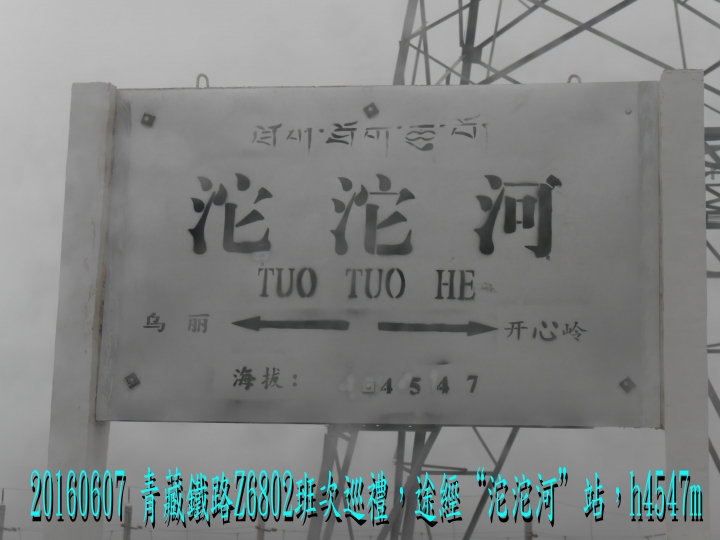 沱沱河
TUO TUO HE
乌丽 开心岭
海拔: 4547
20160607 青藏鐵路Z6802班次巡禮，途經“沱沱河”站，h4547m